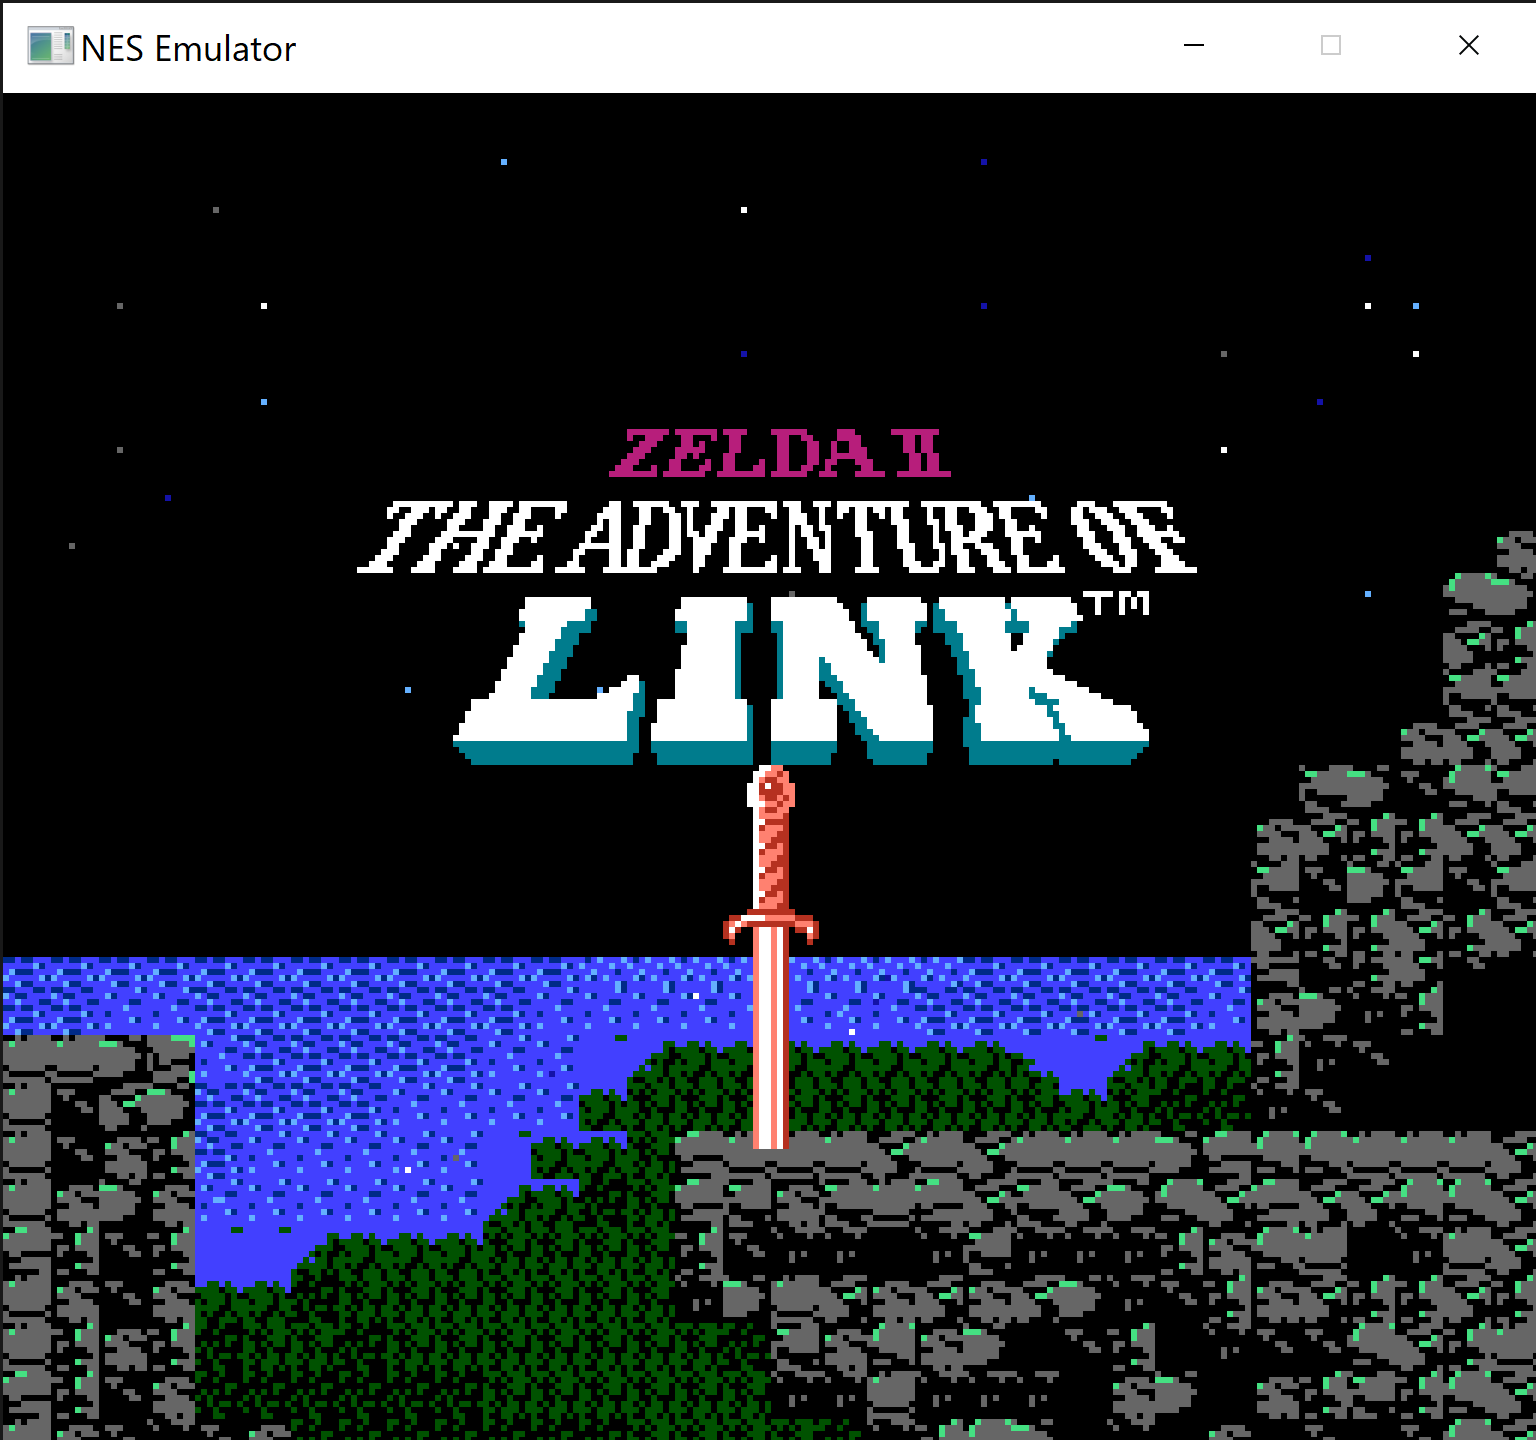 NES Emulator
ZELDA II
THE ADVENTURE OF
LINK™